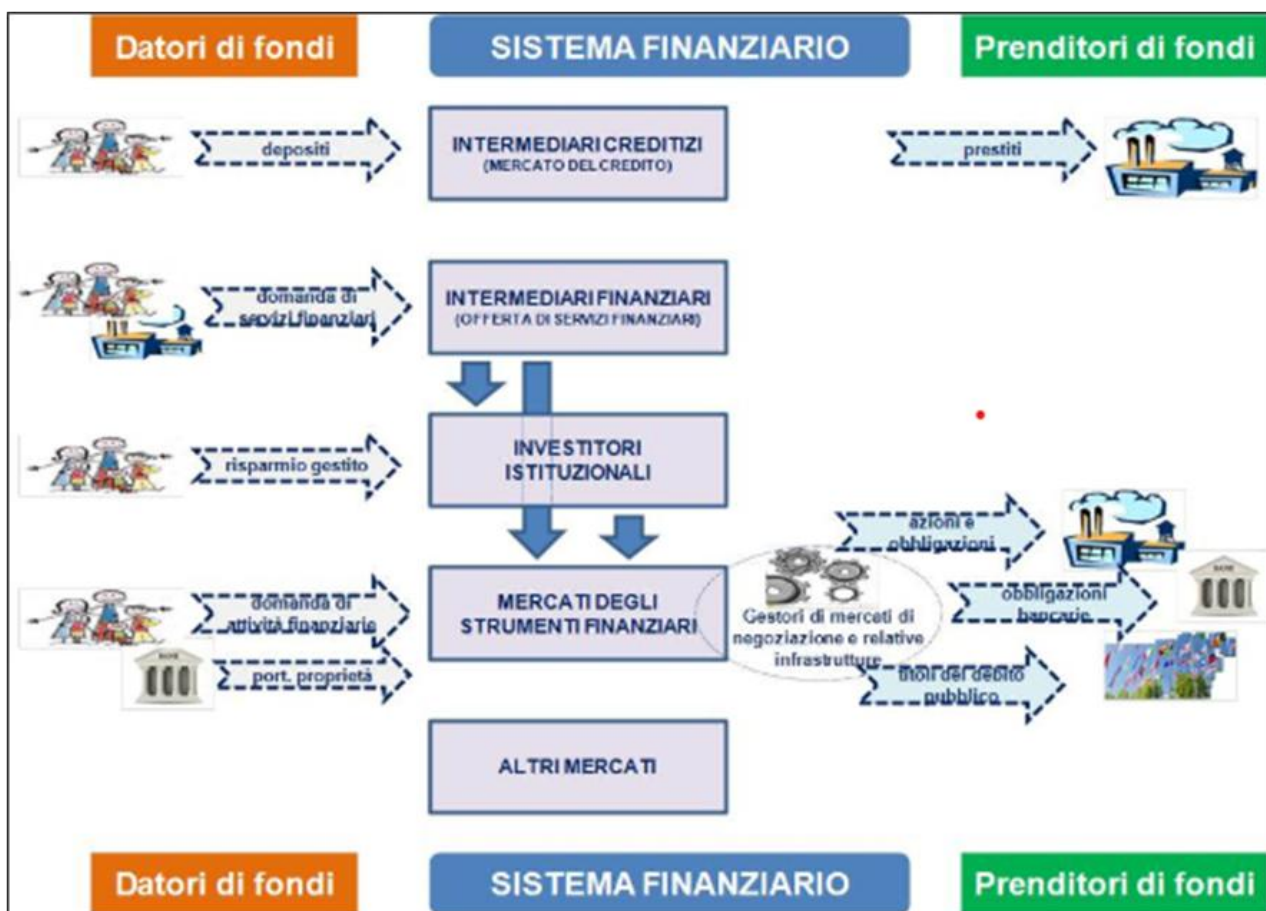 Datori di fondi
SISTEMA FINANZIARIO
Prenditori di fondi
depositi
INTERMEDIARI CREDITIZI
(MERCATO DEL CREDITO)
prestiti
domanda di
servizi finanziari
INTERMEDIARI FINANZIARI
(OFFERTA DI SERVIZI FINANZIARI)
risparmio gestito
INVESTITORI
ISTITUZIONALI
azioni e
obbligazioni
domanda di
attività finanziarie
port. proprietà
BANK
MERCATI DEGLI
STRUMENTI FINANZIARI
Gestori di mercati di
negoziazione e relative
infrastrutture
obbligazioni
bancarie
BANK
titoli del debito
pubblico
ALTRI MERCATI
Datori di fondi
SISTEMA FINANZIARIO
Prenditori di fondi